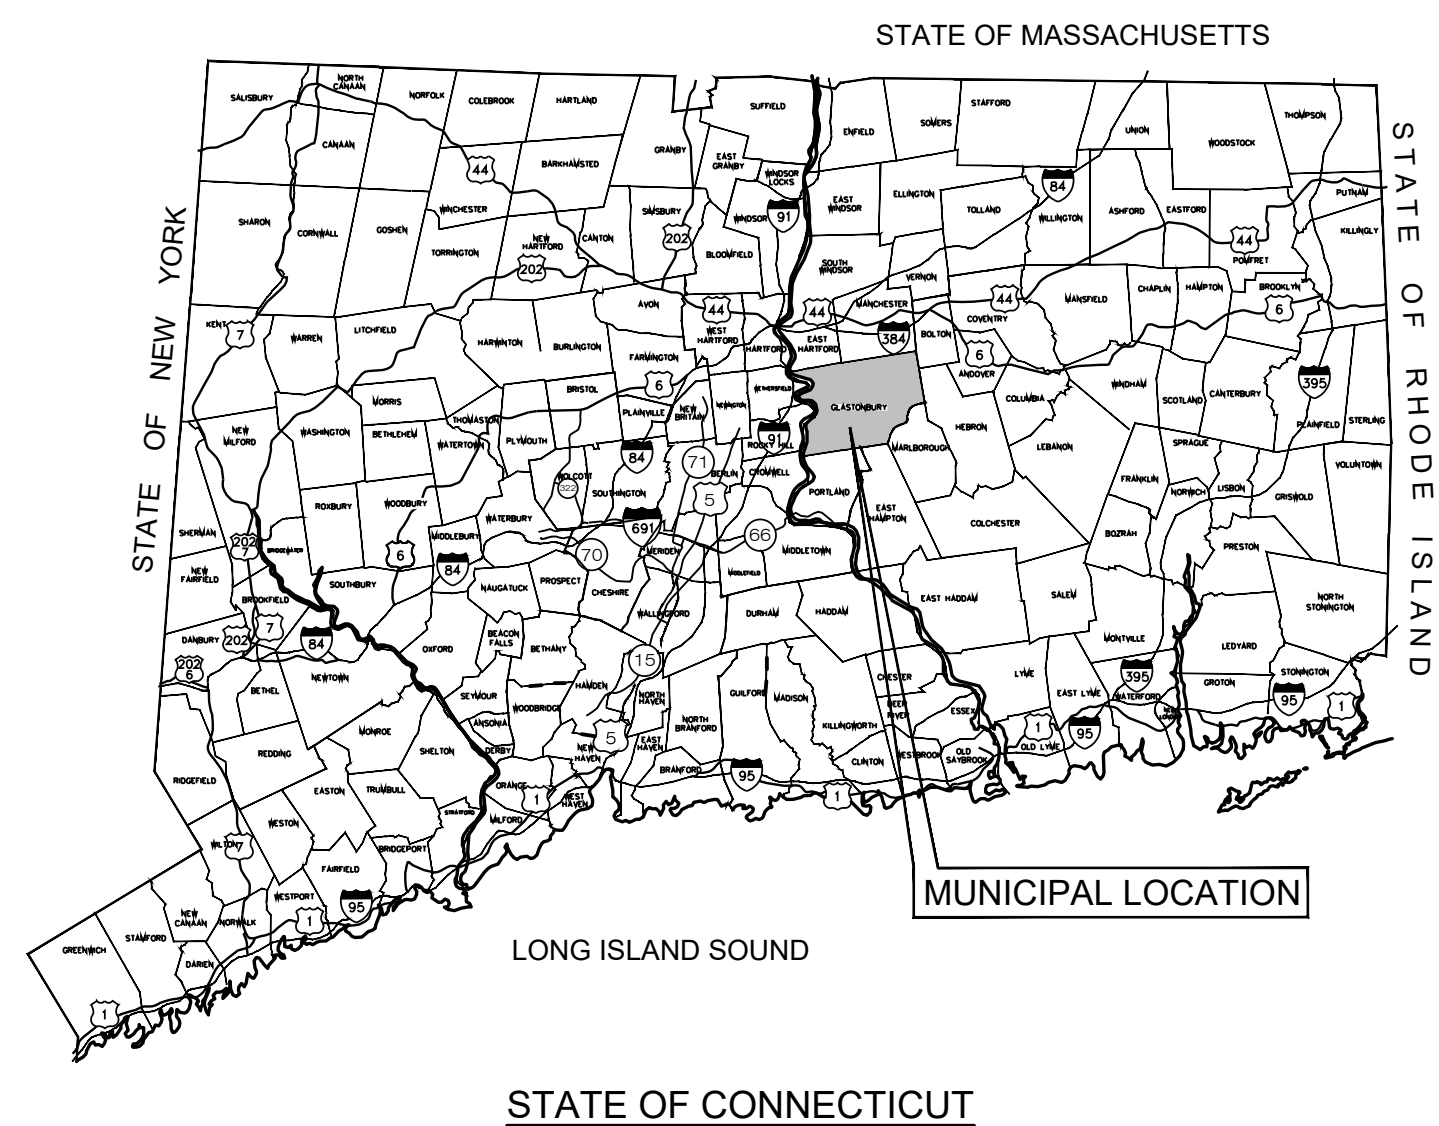 STATE OF MASSACHUSETTS
STATE OF NEW YORK
STATE OF RHODE ISLAND
SALISBURY
NORTH
CANAAN
NORFOLK
COLEBROOK
HARTLAND
SUFFIELD
ENFIELD
SOMERS
STAFFORD
UNION
WOODSTOCK
THOMPSON
CANAAN
44
BARKHAMSTED
GRANBY
EAST
GRANBY
WINDSOR
LOCKS
84
PUTNAM
SHARON
CORNWALL
GOSHEN
WINCHESTER
TORRINGTON
NEW
HARTFORD
202
CANTON
SIMSBURY
202
WINDSOR
91
BLOOMFIELD
EAST
WINDSOR
ELLINGTON
TOLLAND
WILLINGTON
ASHFORD
EASTFORD
44
POMFRET
KILLINGLY
SOUTH
WINDSOR
VERNON
KENT
7
WARREN
LITCHFIELD
HARWINTON
BURLINGTON
AVON
44
WEST
HARTFORD
HARTFORD
44
EAST
HARTFORD
MANCHESTER
384
BOLTON
COVENTRY
44
MANSFIELD
CHAPLIN
HAMPTON
BROOKLYN
6
FARMINGTON
6
6
ANDOVER
COLUMBIA
WINDHAM
SCOTLAND
CANTERBURY
395
PLAINFIELD
STERLING
NEW
MILFORD
WASHINGTON
MORRIS
BETHLEHEM
THOMASTON
WATERTOWN
PLYMOUTH
BRISTOL
PLAINVILLE
NEW
BRITAIN
NEWINGTON
WETHERSFIELD
91
ROCKY HILL
GLASTONBURY
MARLBOROUGH
HEBRON
LEBANON
SPRAGUE
FRANKLIN
NORWICH
LISBON
GRISWOLD
VOLUNTOWN
84
71
BERLIN
CROMWELL
WOLCOTT
322
SOUTHINGTON
5
PORTLAND
EAST
HAMPTON
COLCHESTER
BOZRAH
PRESTON
SHERMAN
202
7
BRIDGEWATER
ROXBURY
WOODBURY
6
MIDDLEBURY
84
WATERBURY
691
MERIDEN
66
MIDDLETOWN
70
NEW
FAIRFIELD
BROOKFIELD
SOUTHBURY
NAUGATUCK
PROSPECT
CHESHIRE
WALLINGFORD
MIDDLEFIELD
DURHAM
HADDAM
EAST HADDAM
SALEM
MONTVILLE
NORTH
STONINGTON
DANBURY
202
7
84
OXFORD
BEACON
FALLS
BETHANY
LEDYARD
202
6
BETHEL
NEWTOWN
15
HAMDEN
NORTH
HAVEN
GUILFORD
MADISON
CHESTER
DEEP
RIVER
LYME
EAST LYME
395
WATERFORD
NEW
LONDON
GROTON
STONINGTON
95
1
SEYMOUR
WOODBRIDGE
ANSONIA
DERBY
NORTH
BRANFORD
KILLINGWORTH
ESSEX
1
95
OLD LYME
REDDING
MONROE
SHELTON
5
NEW
HAVEN
EAST
HAVEN
BRANFORD
95
CLINTON
WESTBROOK
OLD
SAYBROOK
1
RIDGEFIELD
EASTON
TRUMBULL
STRATFORD
ORANGE
1
MILFORD
WEST
HAVEN
WESTON
WILTON
7
BRIDGEPORT
FAIRFIELD
95
WESTPORT
1
NEW
CANAAN
NORWALK
STAMFORD
GREENWICH
DARIEN
1
MUNICIPAL LOCATION
LONG ISLAND SOUND
STATE OF CONNECTICUT